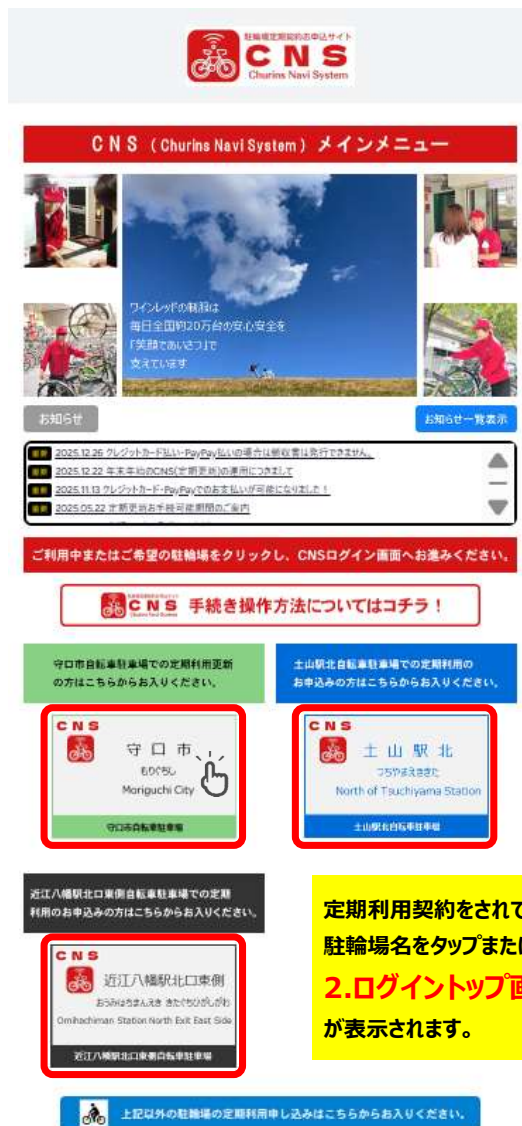 駐輪場定期契約お申込サイト
CNS
Churins Navi System
CNS（Churins Navi System）メインメニュー
ワインレッドの制服は
毎日全国約20万台の安心安全を
「笑顔であいさつ」で
支えています
お知らせ
お知らせ一覧表示
2025.12.26 クレジットカード払い・PayPay払いの場合は領収書は発行できません。
2025.12.22 年末年始のCNS(定期更新)の運用につきまして
2025.11.13 クレジットカード・PayPayでのお支払いが可能になりました！
2025.05.22 定期更新お手続可能期間のご案内
ご利用中またはご希望の駐輪場をクリックし、CNSログイン画面へお進みください。
CNS 手続き操作方法についてはコチラ！
守口市自転車駐車場での定期利用更新
の方はこちらからお入りください。
土山駅北自転車駐車場での定期利用の
お申込みの方はこちらからお入りください。
CNS
守口市
もりぐちし
Moriguchi City
守口市自転車駐車場
CNS
土山駅北
つちやまえききた
North of Tsuchiyama Station
土山駅北自転車駐車場
近江八幡駅北口東側自転車駐車場での定期
利用のお申込みの方はこちらからお入りください。
CNS
近江八幡駅北口東側
おうみはちまんえき きたぐちひがしがわ
Omihachiman Station North Exit East Side
近江八幡駅北口東側自転車駐車場
定期利用契約をされて
駐輪場名をタップまたは
2.ログイントップ画
が表示されます。
上記以外の駐輪場の定期利用申し込みはこちらからお入りください。